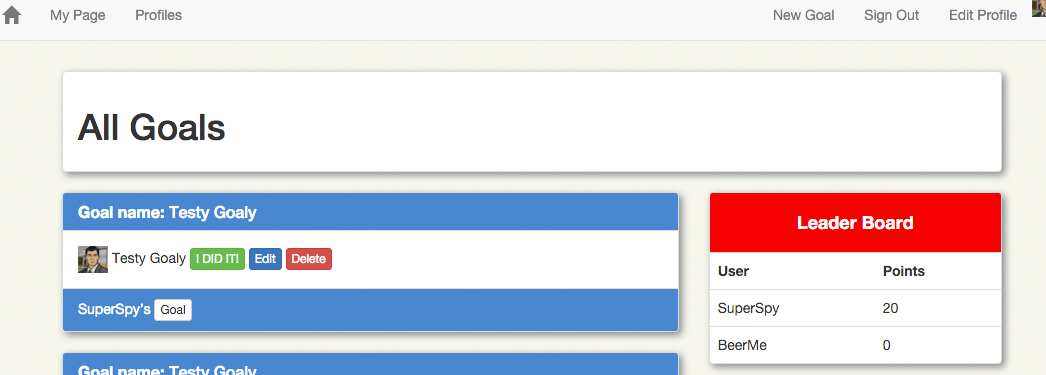 My Page Profiles New Goal Sign Out Edit Profile
All Goals
Goal name: Testy Goaly
Testy Goaly I DID IT! Edit Delete
SuperSpy's Goal
Goal name: Testy Goaly
Leader Board
User Points
SuperSpy 20
BeerMe 0